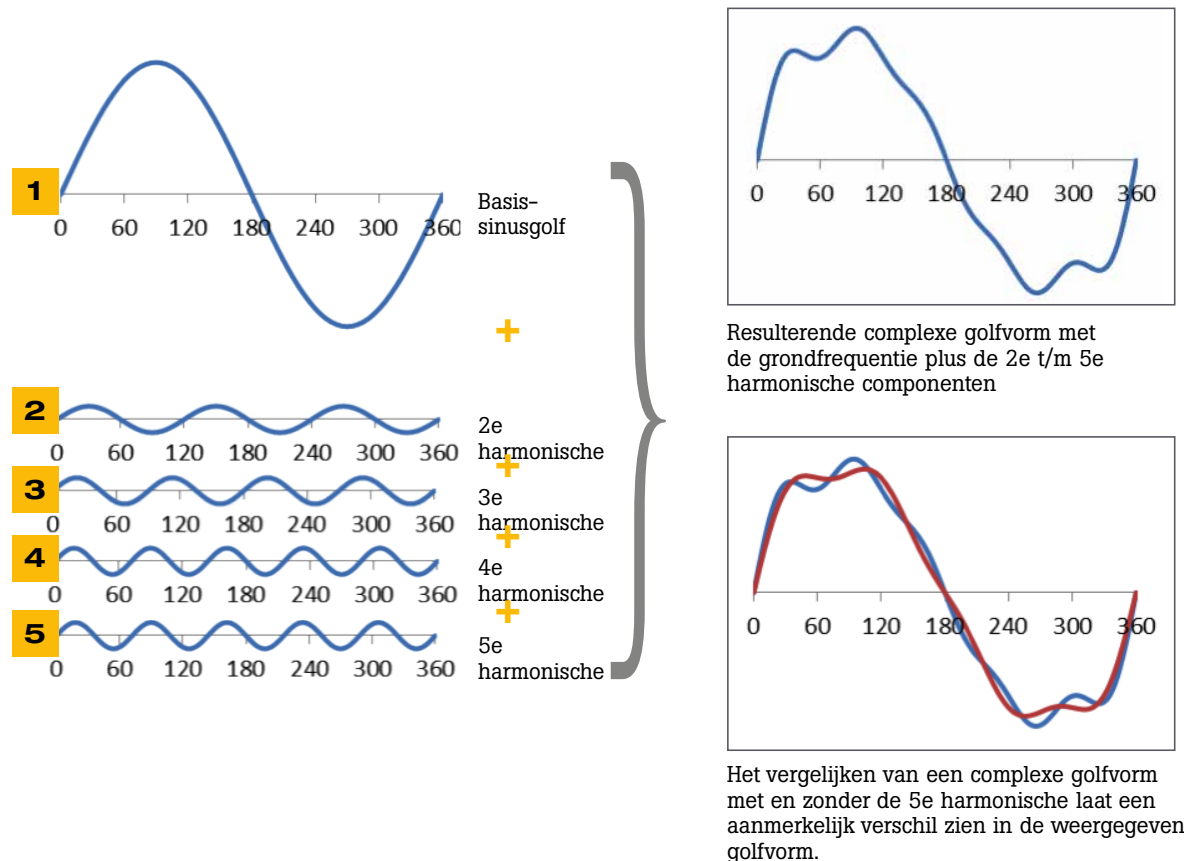 1
0 60 120 180 240 300 360
Basis-
sinusgolf
+
2
0 60 120 180 240 300 360
2e
harmonische
+
3
0 60 120 180 240 300 360
3e
harmonische
+
4
0 60 120 180 240 300 360
4e
harmonische
+
5
0 60 120 180 240 300 360
5e
harmonische
0 60 120 180 240 300 360
Resulterende complexe golfvorm met
de grondfrequentie plus de 2e t/m 5e
harmonische componenten
0 60 120 180 240 300 360
Het vergelijken van een complexe golfvorm
met en zonder de 5e harmonische laat een
aanmerkelijk verschil zien in de weergegeven
golfvorm.